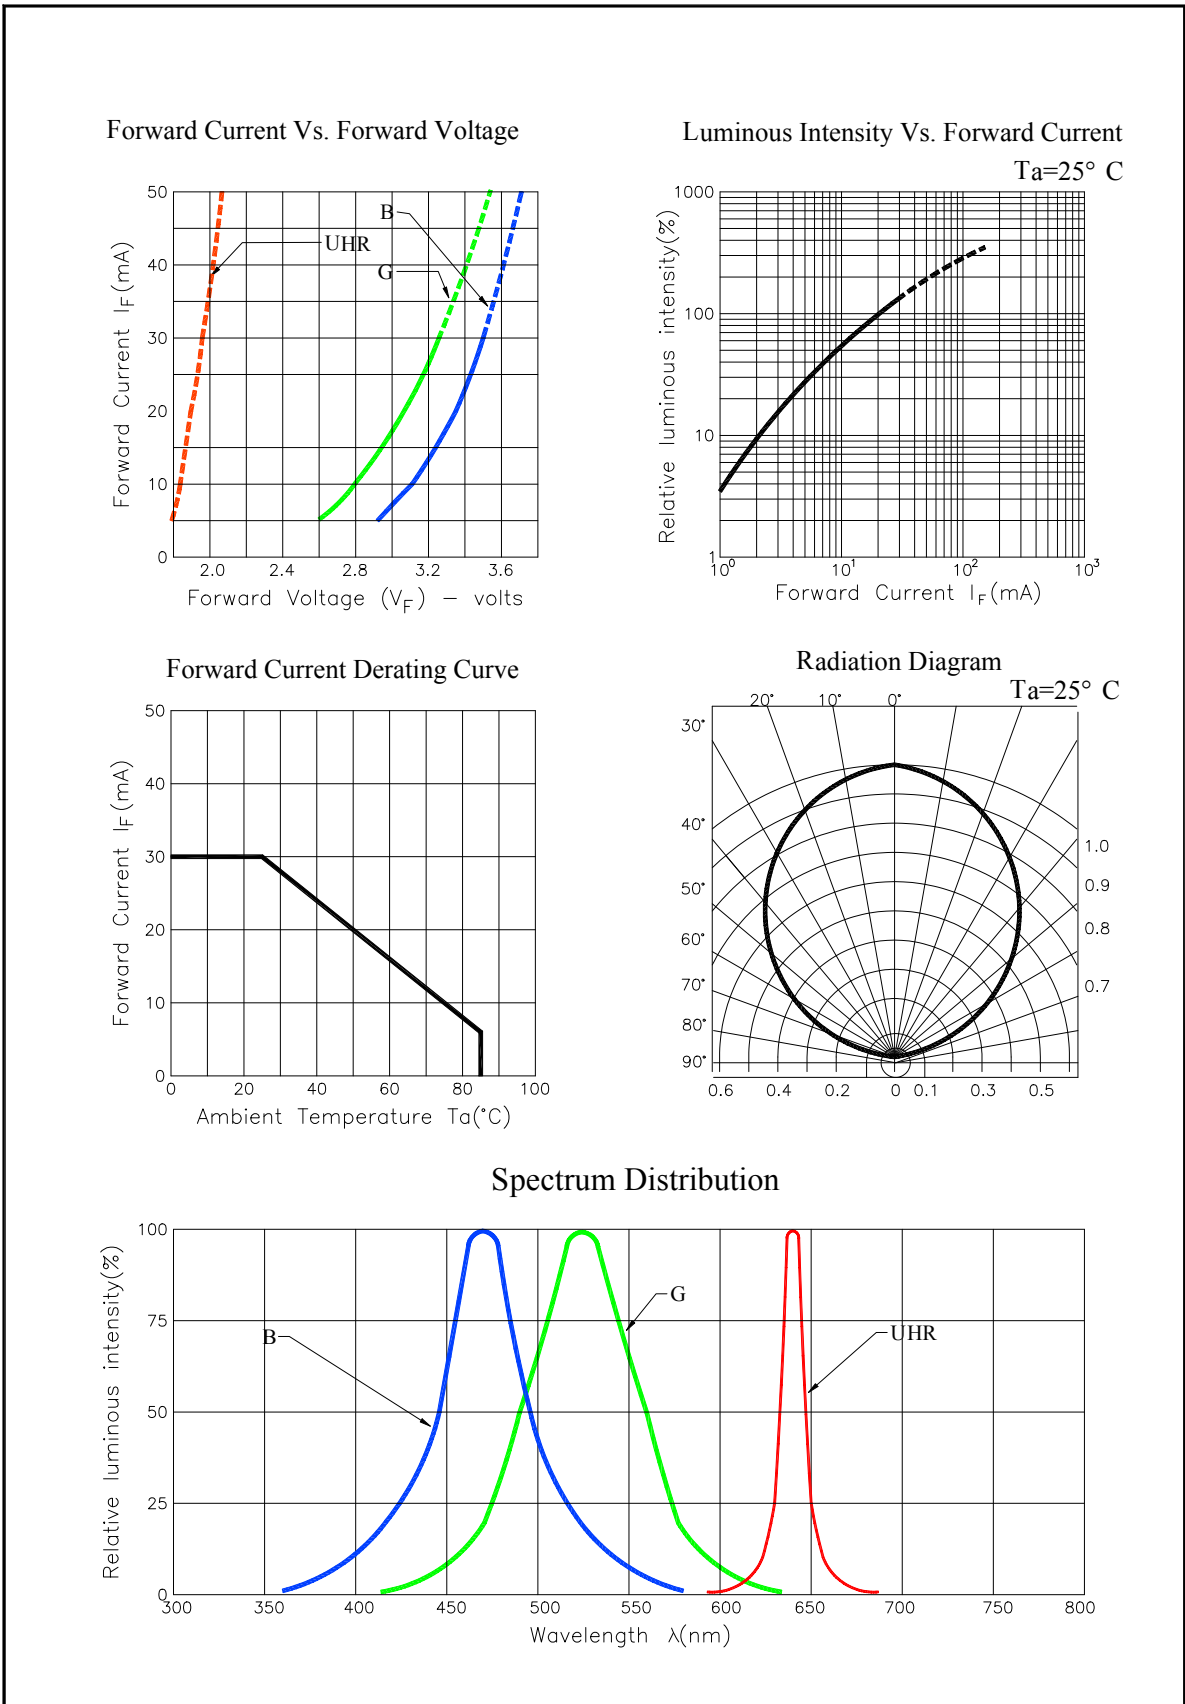 Forward Current Vs. Forward Voltage
50
40
30
20
10
0
Forward Current IF(mA)
B
UHR
G
2.0 2.4 2.8 3.2 3.6
Forward Voltage (VF) – volts
Luminous Intensity Vs. Forward Current
Ta=25° C
1000
100
10
1
Relative luminous intensity(%)
10⁰ 10¹ 10² 10³
Forward Current IF(mA)
Forward Current Derating Curve
50
40
30
20
10
0
Forward Current IF(mA)
0 20 40 60 80 100
Ambient Temperature Ta(°C)
Radiation Diagram
Ta=25° C
20° 10° 0°
30°
40°
50°
60°
70°
80°
90°
1.0
0.9
0.8
0.7
0.6 0.4 0.2 0 0.1 0.3 0.5
Spectrum Distribution
100
75
50
25
0
Relative luminous intensity(%)
B
G
UHR
300 350 400 450 500 550 600 650 700 750 800
Wavelength λ(nm)